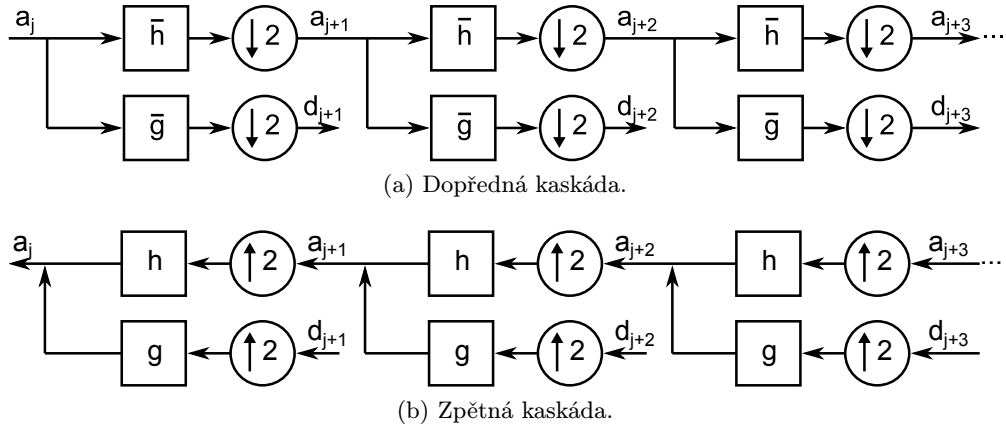 a_j h̄ ↓2 a_{j+1} h̄ ↓2 a_{j+2} h̄ ↓2 a_{j+3} ...
ḡ ↓2 d_{j+1} ḡ ↓2 d_{j+2} ḡ ↓2 d_{j+3}
(a) Dopředná kaskáda.
a_j h ↑2 a_{j+1} h ↑2 a_{j+2} h ↑2 a_{j+3} ...
g ↑2 d_{j+1} g ↑2 d_{j+2} g ↑2 d_{j+3}
(b) Zpětná kaskáda.